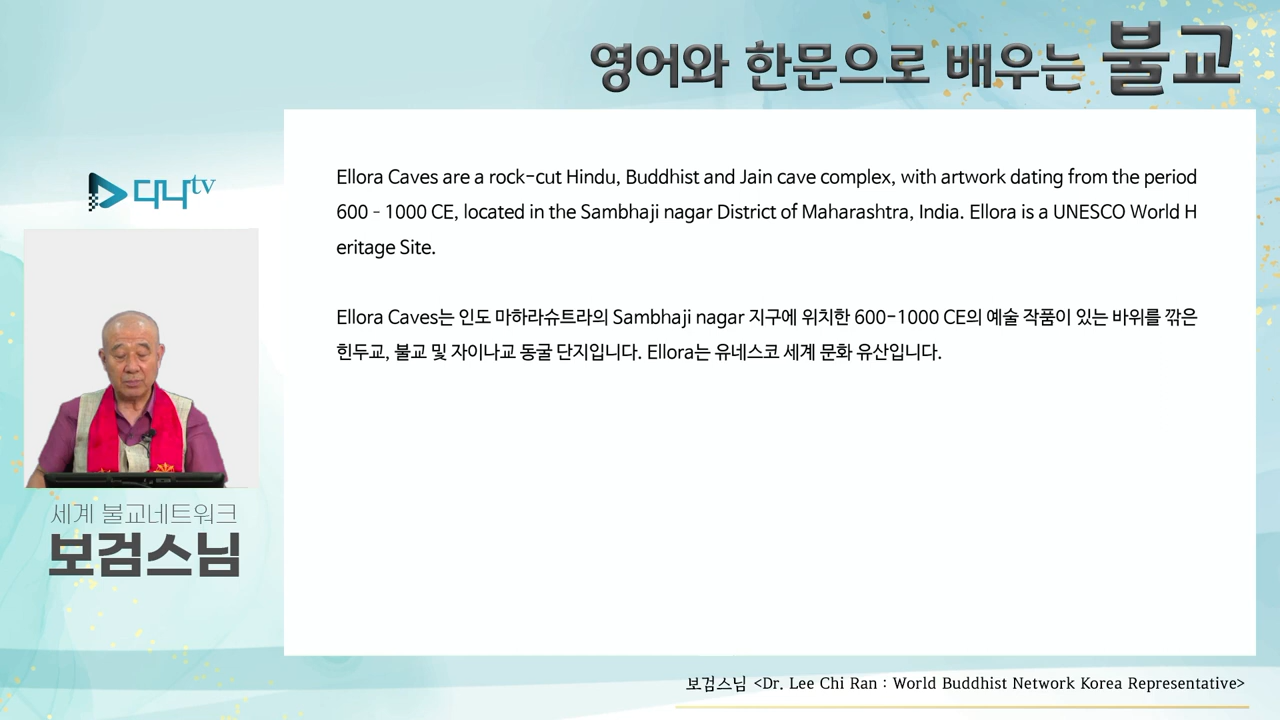 영어와 한문으로 배우는 불교
디나tv
Ellora Caves are a rock-cut Hindu, Buddhist and Jain cave complex, with artwork dating from the period
600 - 1000 CE, located in the Sambhaji nagar District of Maharashtra, India. Ellora is a UNESCO World H
eritage Site.
Ellora Caves는 인도 마하라슈트라의 Sambhaji nagar 지구에 위치한 600-1000 CE의 예술 작품이 있는 바위를 깎은
힌두교, 불교 및 자이나교 동굴 단지입니다. Ellora는 유네스코 세계 문화 유산입니다.
세계 불교네트워크
보검스님
보검스님 <Dr. Lee Chi Ran : World Buddhist Network Korea Representative>